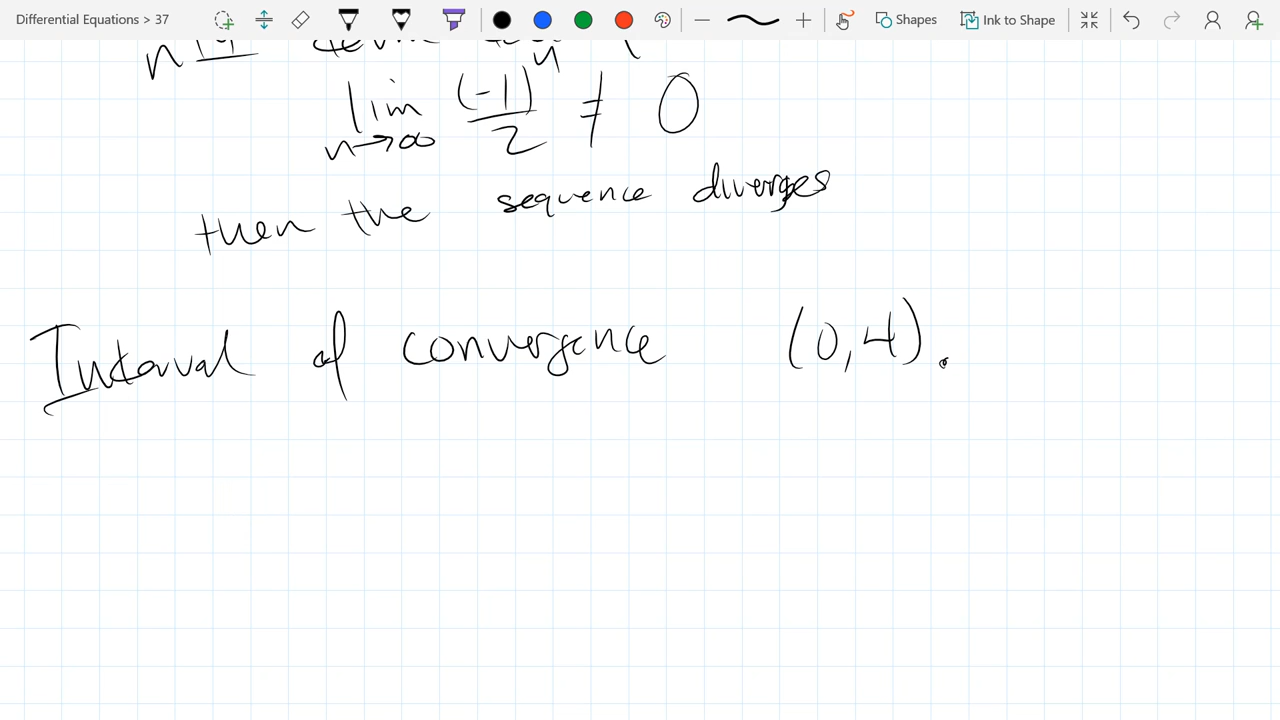 Differential Equations > 37
Shapes
Ink to Shape
n
lim (-1)^n/2 ≠ 0
n→∞
then the sequence diverges
Interval of convergence (0,4).